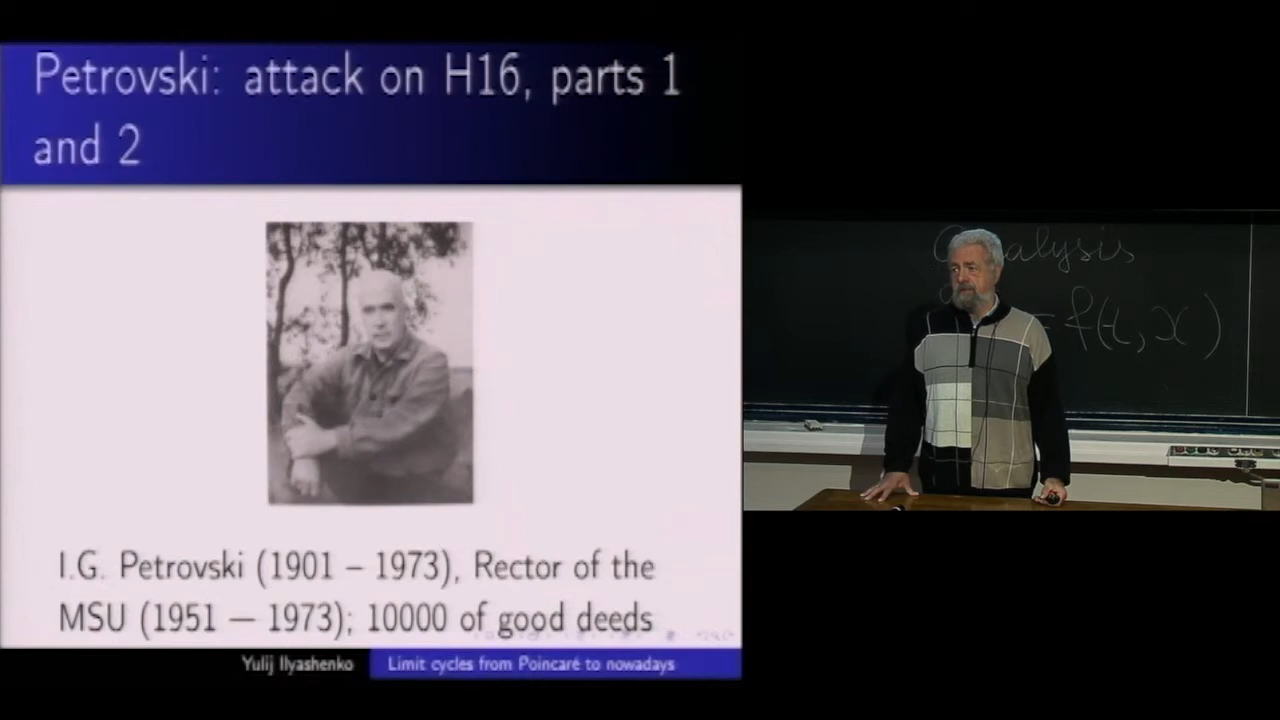 Petrovski: attack on H16, parts 1
and 2
I.G. Petrovski (1901 – 1973), Rector of the
MSU (1951 — 1973); 10000 of good deeds
Yulij Ilyashenko
Limit cycles from Poincaré to nowadays
alysis
= f(t, x)